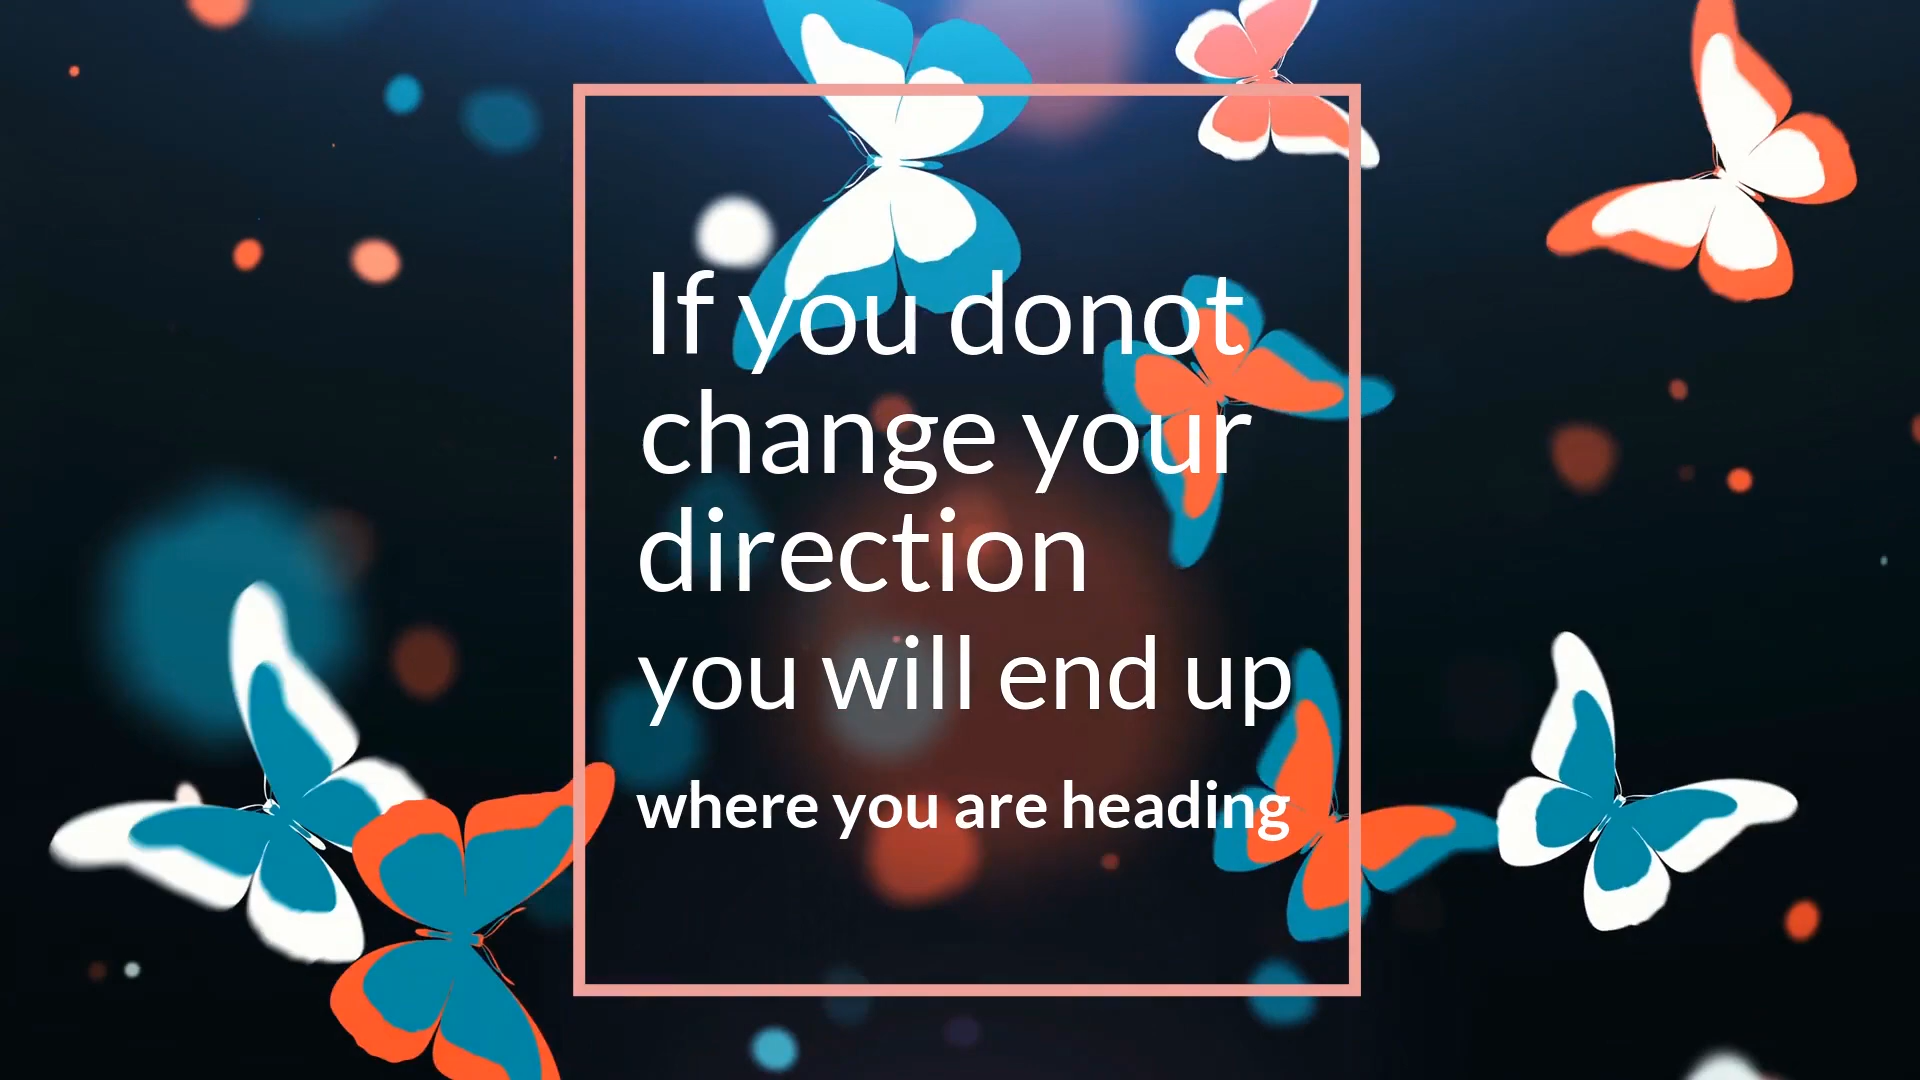 If you donot
change your
direction
you will end up
where you are heading